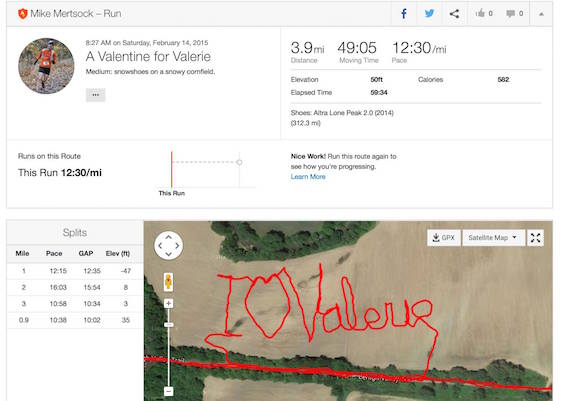 Mike Mertsock – Run
0
0
8:27 AM on Saturday, February 14, 2015
A Valentine for Valerie
Medium: snowshoes on a snowy cornfield.
3.9mi 49:05 12:30/mi
Distance Moving Time Pace
Elevation 50ft Calories 582
Elapsed Time 59:34
Shoes: Altra Lone Peak 2.0 (2014)
(312.3 mi)
Runs on this Route
This Run 12:30/mi
This Run
Nice Work! Run this route again to
see how you're progressing.
Learn More
Splits
Mile Pace GAP Elev (ft)
1 12:15 12:35 -47
2 16:03 15:54 8
3 10:58 10:34 3
0.9 10:38 10:02 35
GPX
Satellite Map
I Valerie
Trail
Lehigh Valley